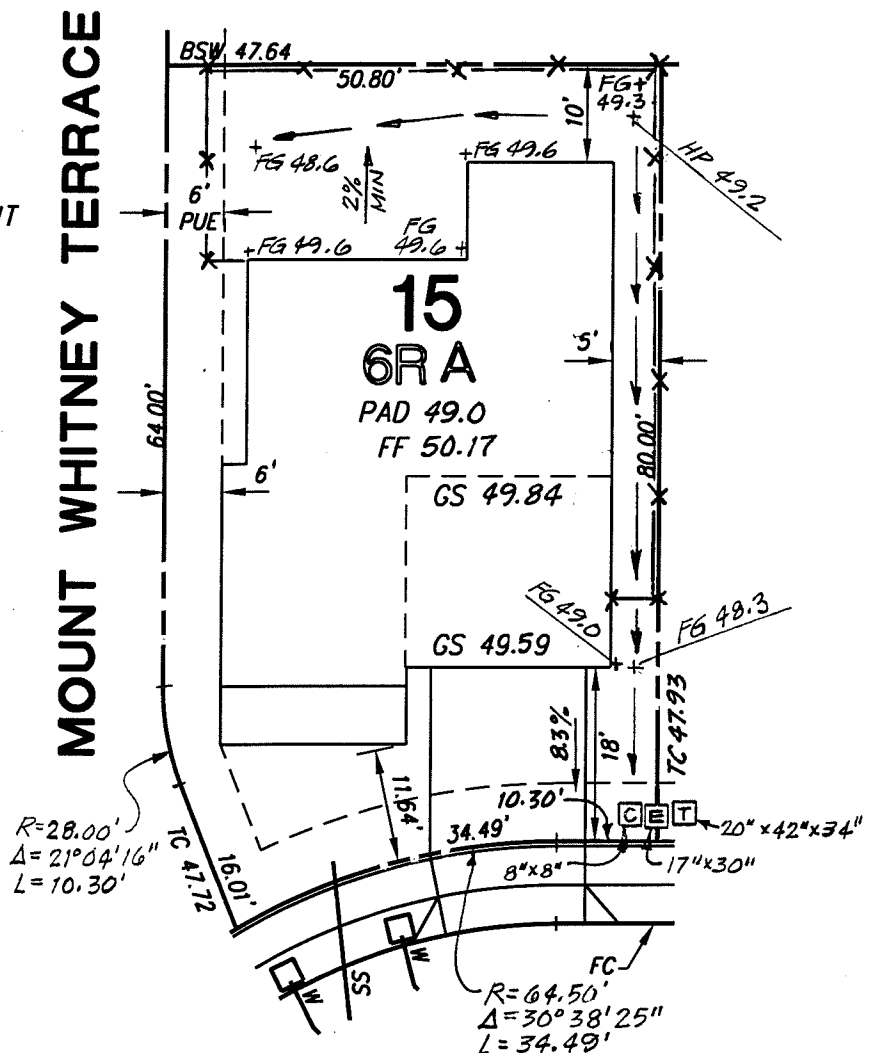 MOUNT WHITNEY TERRACE
BSW 47.64
50.80'
FG
49.3
10'
FG 48.6
FG 49.6
HP 49.2
2%
MIN
6'
PUE
FG 49.6
FG
49.6
15
6R A
PAD 49.0
FF 50.17
5'
64.00'
80.00'
6'
GS 49.84
FG 49.0
FG 48.3
GS 49.59
TC 47.93
8.3%
18'
11.64'
10.30'
C E T
20" x 42" x 34"
34.49'
8" x 8"
17" x 30"
R=28.00'
Δ=21°04'16"
L=10.30'
TC 47.72
16.01'
W
SS
W
FC
R=64.50'
Δ=30°38'25"
L=34.49'